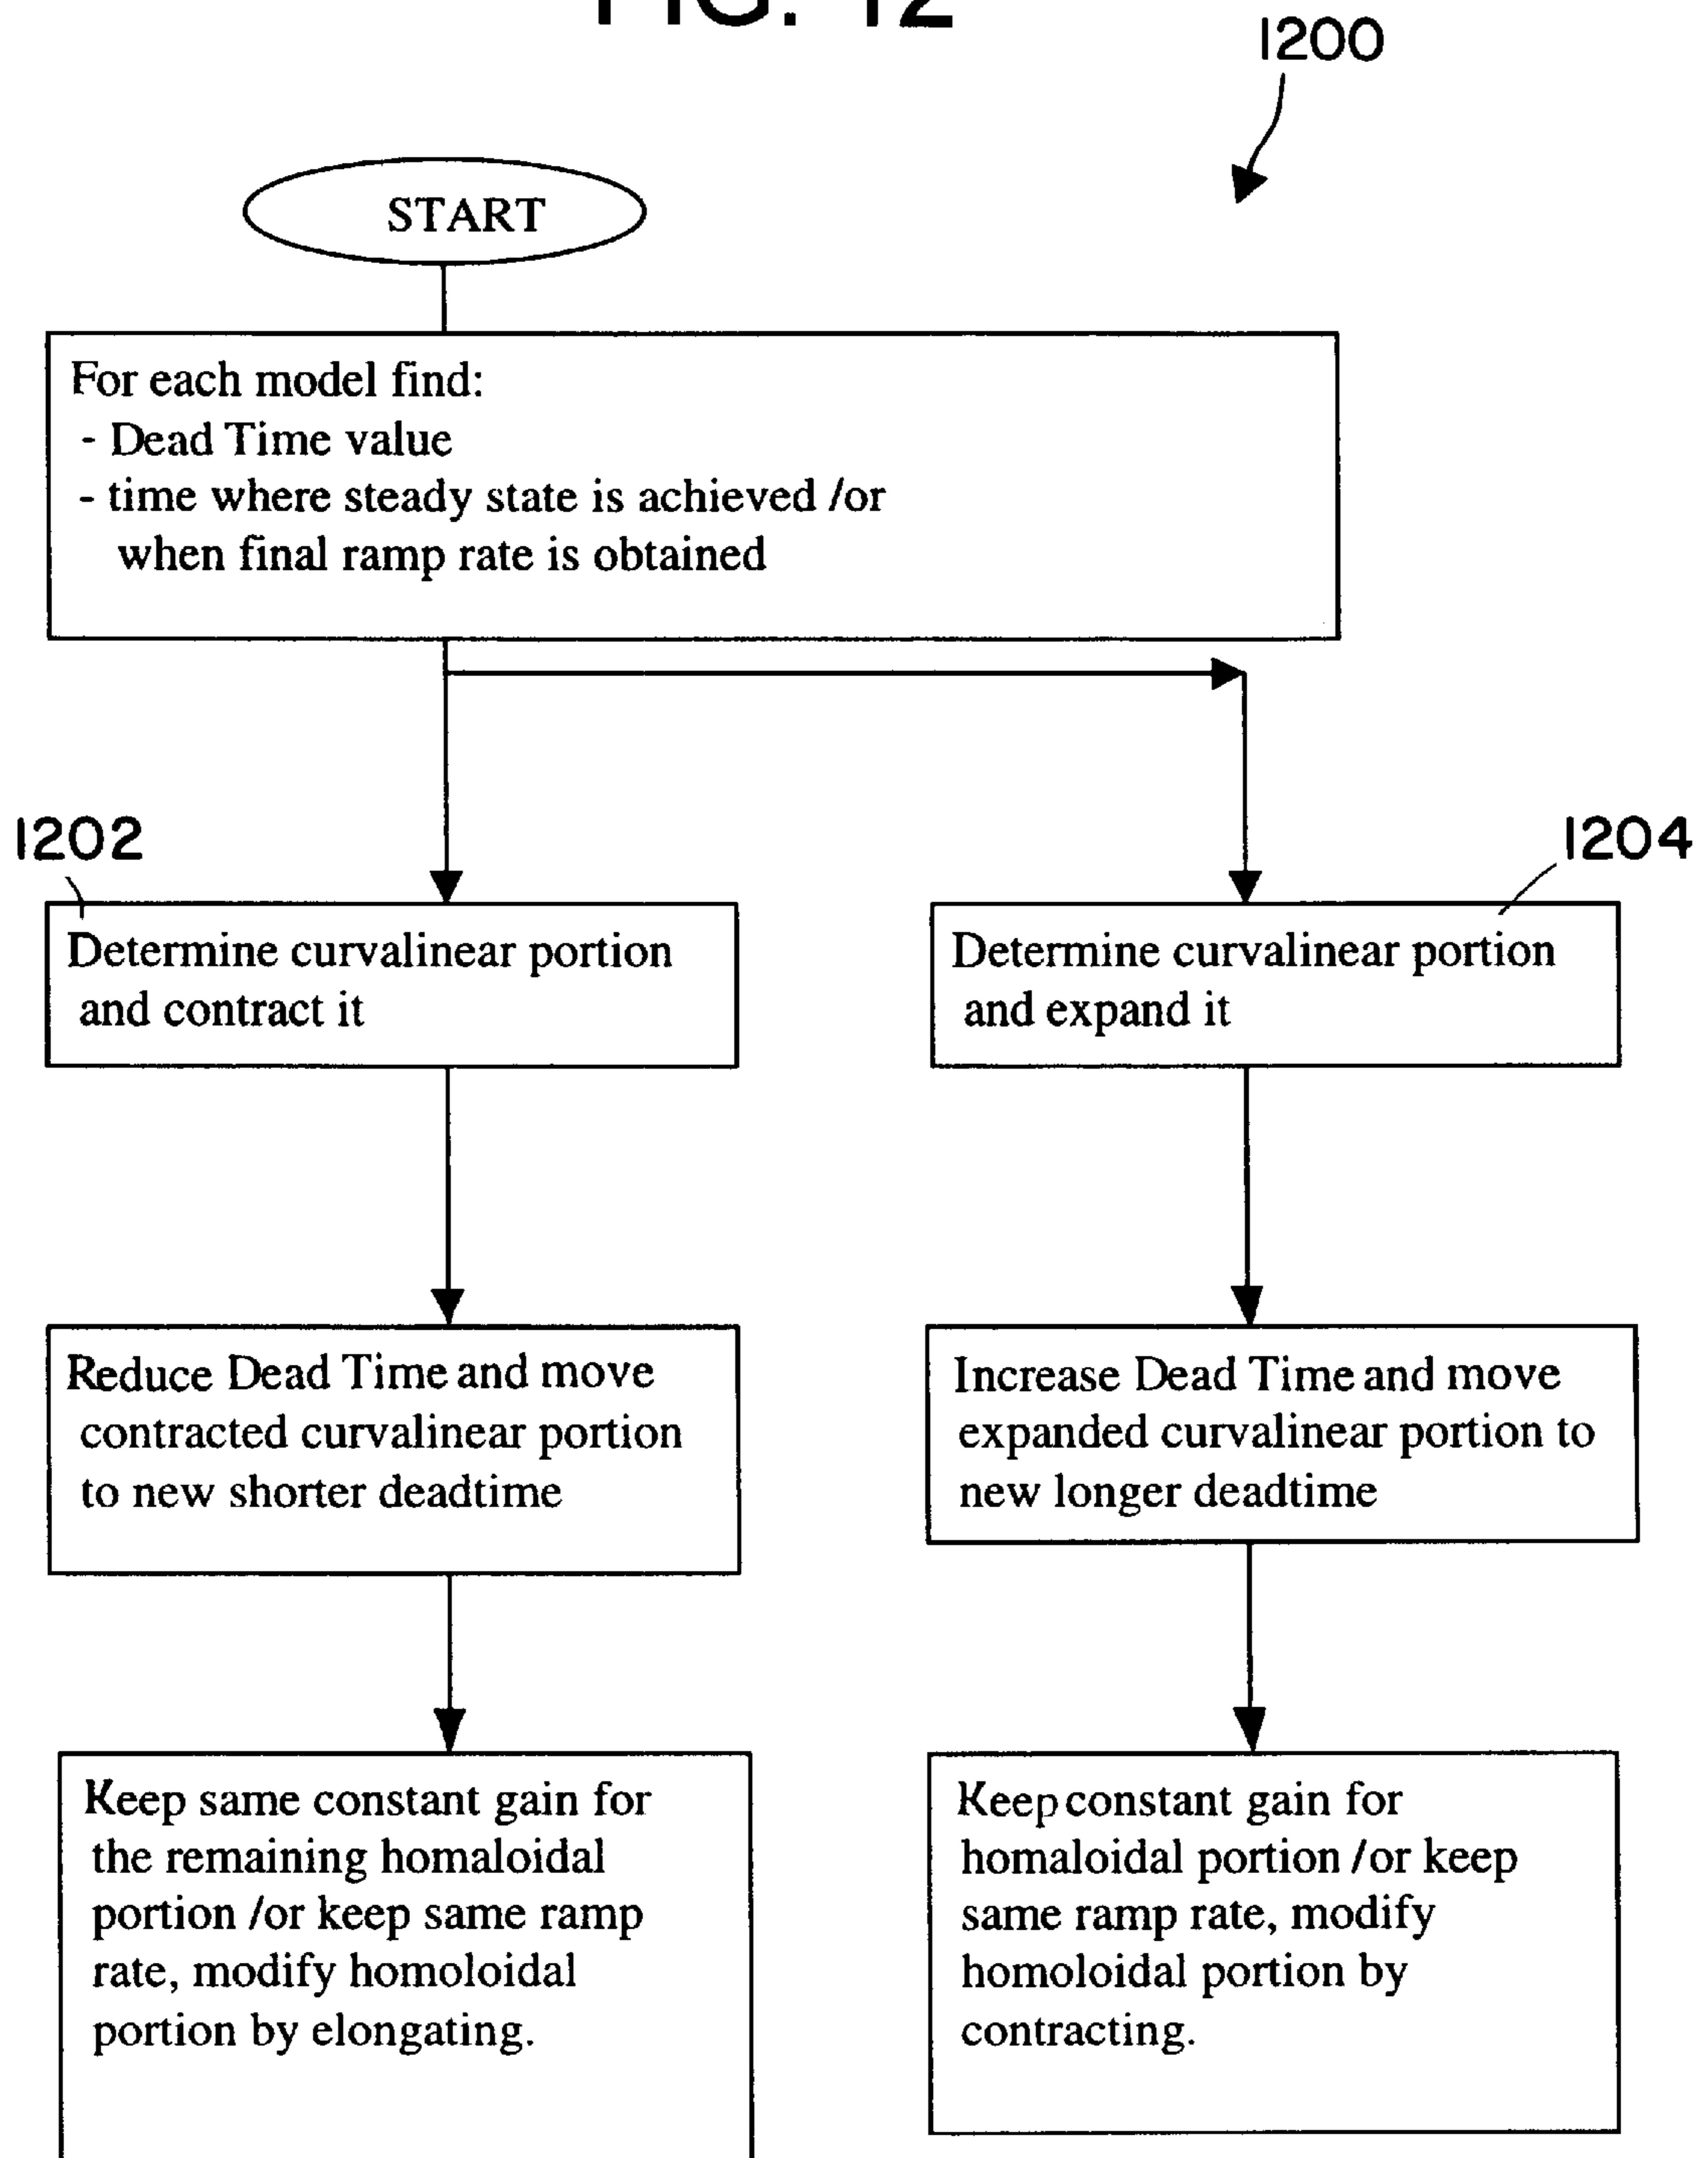 FIG. 12
1200
START
For each model find:
- Dead Time value
- time where steady state is achieved /or
when final ramp rate is obtained
1202
1204
Determine curvalinear portion
and contract it
Determine curvalinear portion
and expand it
Reduce Dead Time and move
contracted curvalinear portion
to new shorter deadtime
Increase Dead Time and move
expanded curvalinear portion to
new longer deadtime
Keep same constant gain for
the remaining homaloidal
portion /or keep same ramp
rate, modify homoloidal
portion by elongating.
Keep constant gain for
homaloidal portion /or keep
same ramp rate, modify
homoloidal portion by
contracting.